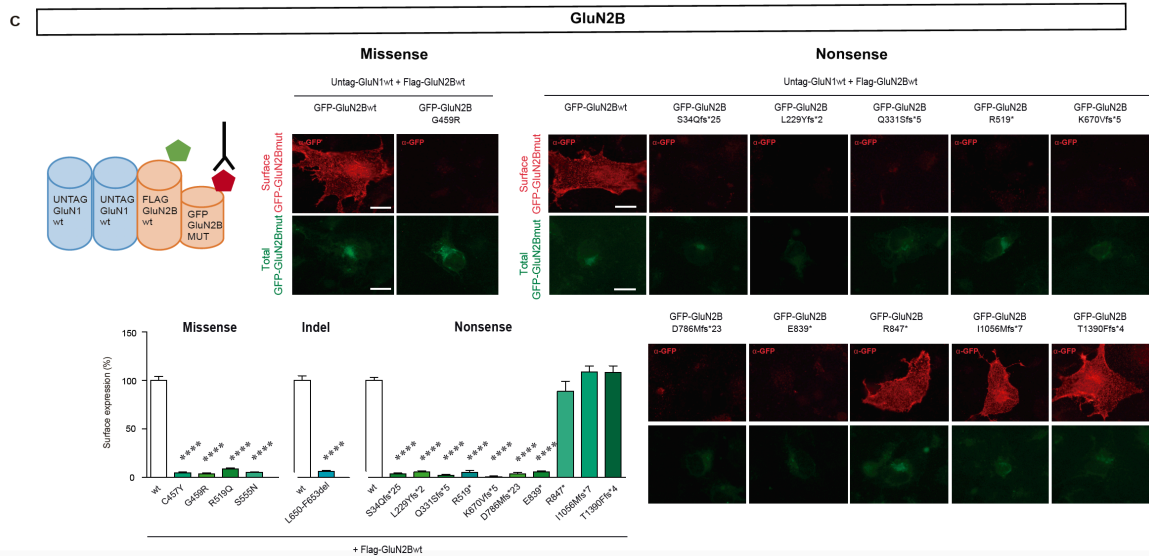 C
GluN2B
Missense
Nonsense
Untag-GluN1wt + Flag-GluN2Bwt
Untag-GluN1wt + Flag-GluN2Bwt
GFP-GluN2Bwt
GFP-GluN2B
G459R
GFP-GluN2Bwt
GFP-GluN2B
S34Qfs*25
GFP-GluN2B
L229Yfs*2
GFP-GluN2B
Q331Sfs*5
GFP-GluN2B
R519*
GFP-GluN2B
K670Vfs*5
UNTAG
GluN1
wt
UNTAG
GluN1
wt
FLAG
GluN2B
wt
GFP
GluN2B
MUT
Surface
GFP-GluN2Bmut
α-GFP
α-GFP
Surface
GFP-GluN2Bmut
α-GFP
α-GFP
α-GFP
α-GFP
α-GFP
α-GFP
Total
GFP-GluN2Bmut
Total
GFP-GluN2Bmut
Missense
Indel
Nonsense
Surface expression (%)
150
100
50
0
****
****
****
****
****
****
****
****
****
****
****
****
wt
C457Y
G459R
R519Q
S555N
wt
L650-F653del
wt
S34Qfs*25
L229Yfs*2
Q331Sfs*5
R519*
K670Vfs*5
D786Mfs*23
E839*
R847*
I1056Mfs*7
T1390Ffs*4
+ Flag-GluN2Bwt
GFP-GluN2B
D786Mfs*23
GFP-GluN2B
E839*
GFP-GluN2B
R847*
GFP-GluN2B
I1056Mfs*7
GFP-GluN2B
T1390Ffs*4
α-GFP
α-GFP
α-GFP
α-GFP
α-GFP